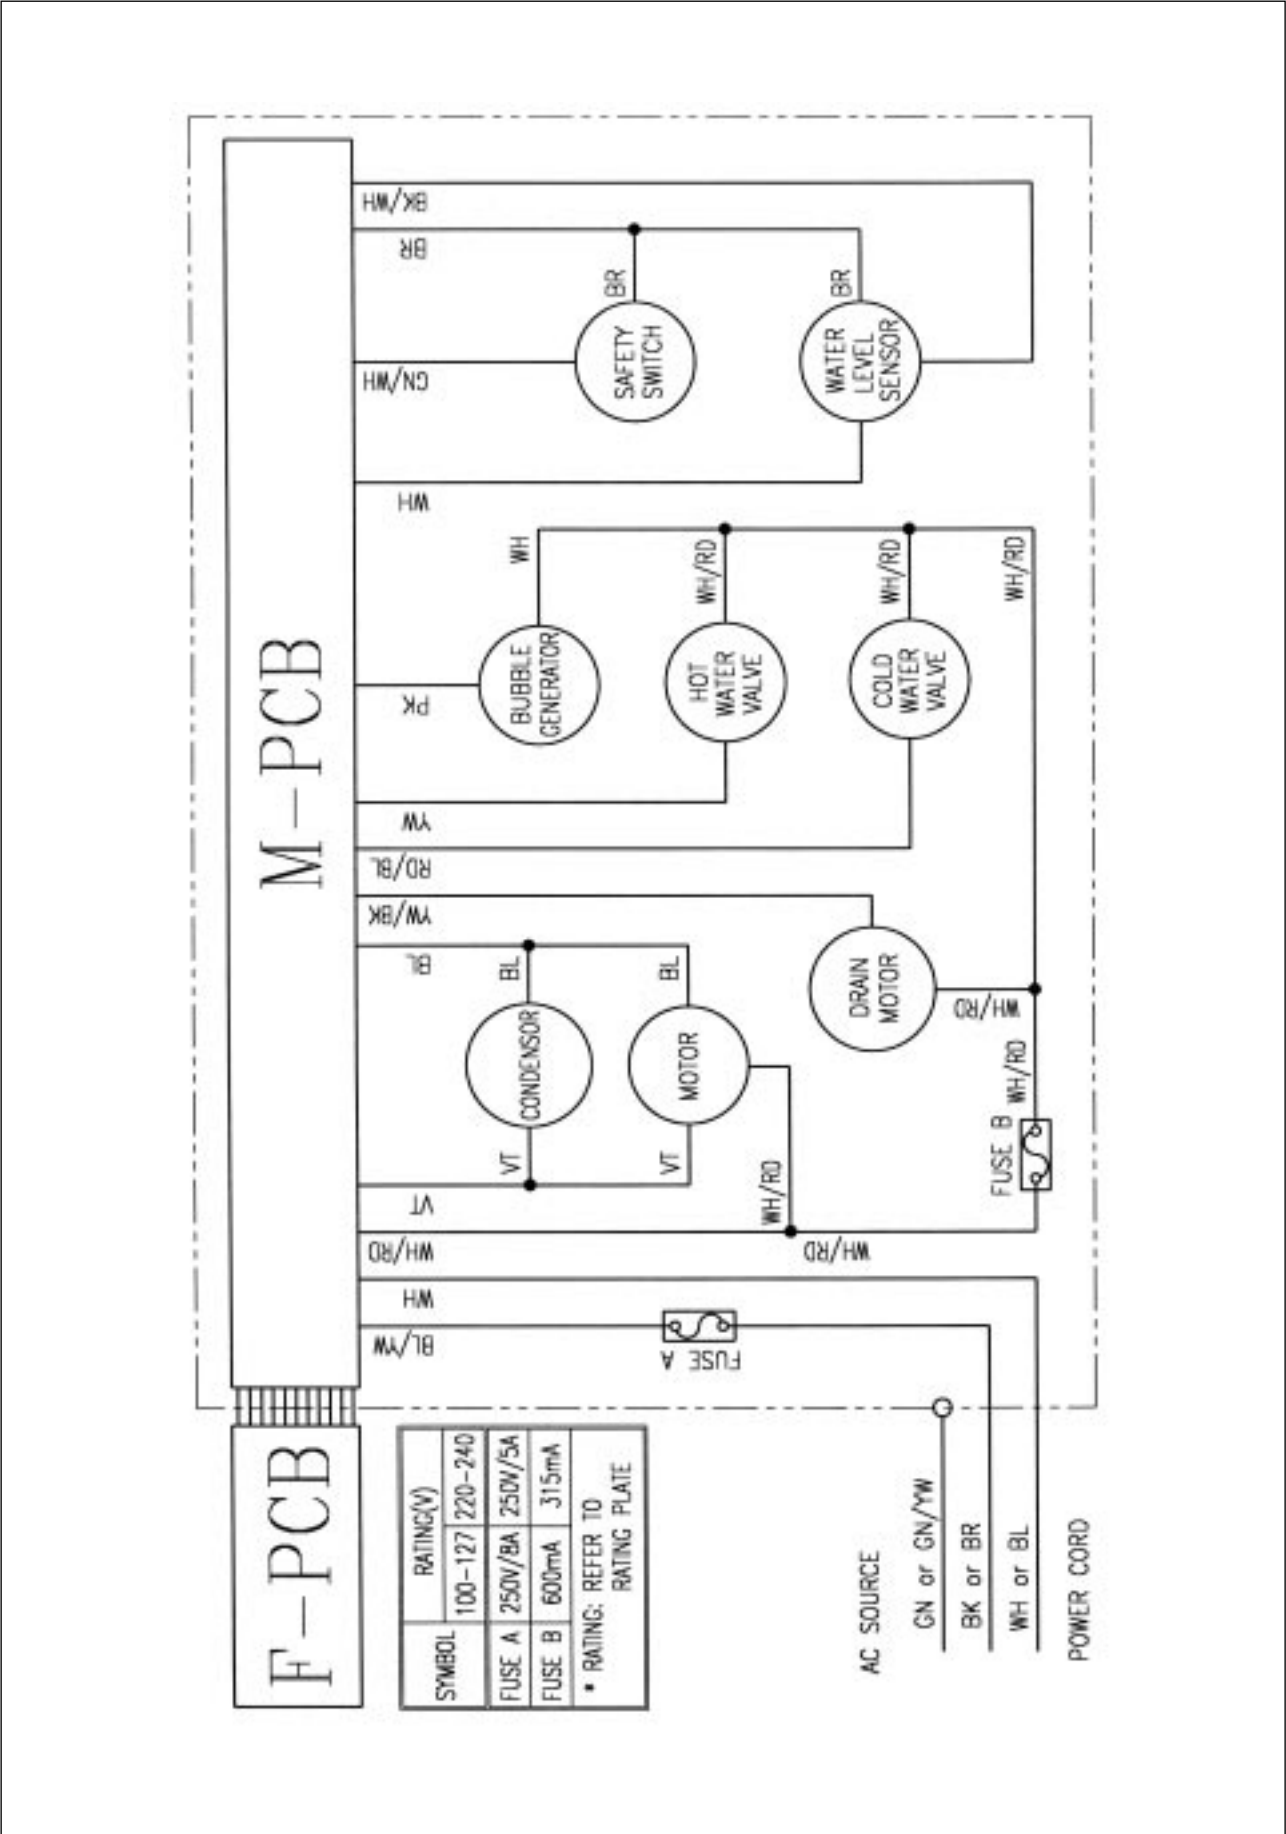 F-PCB
M-PCB
BL/YW
WH
WH/RD
VT
BL
YW/BK
RD/BL
YW
PK
WH
GN/WH
BR
BK/WH
VT
CONDENSOR
BL
WH
BUBBLE
GENERATOR
BR
SAFETY
SWITCH
FUSE A
VT
MOTOR
BL
WH/RD
HOT
WATER
VALVE
WH/RD
WH/RD
WH/RD
DRAIN
MOTOR
COLD
WATER
VALVE
WH/RD
BR
WATER
LEVEL
SENSOR
WH/RD
FUSE B
WH/RD
WH/RD
SYMBOL RATING(V)
100-127 220-240
FUSE A 250V/8A 250V/5A
FUSE B 600mA 315mA
* RATING: REFER TO
RATING PLATE
AC SOURCE
GN or GN/YW
BK or BR
WH or BL
POWER CORD